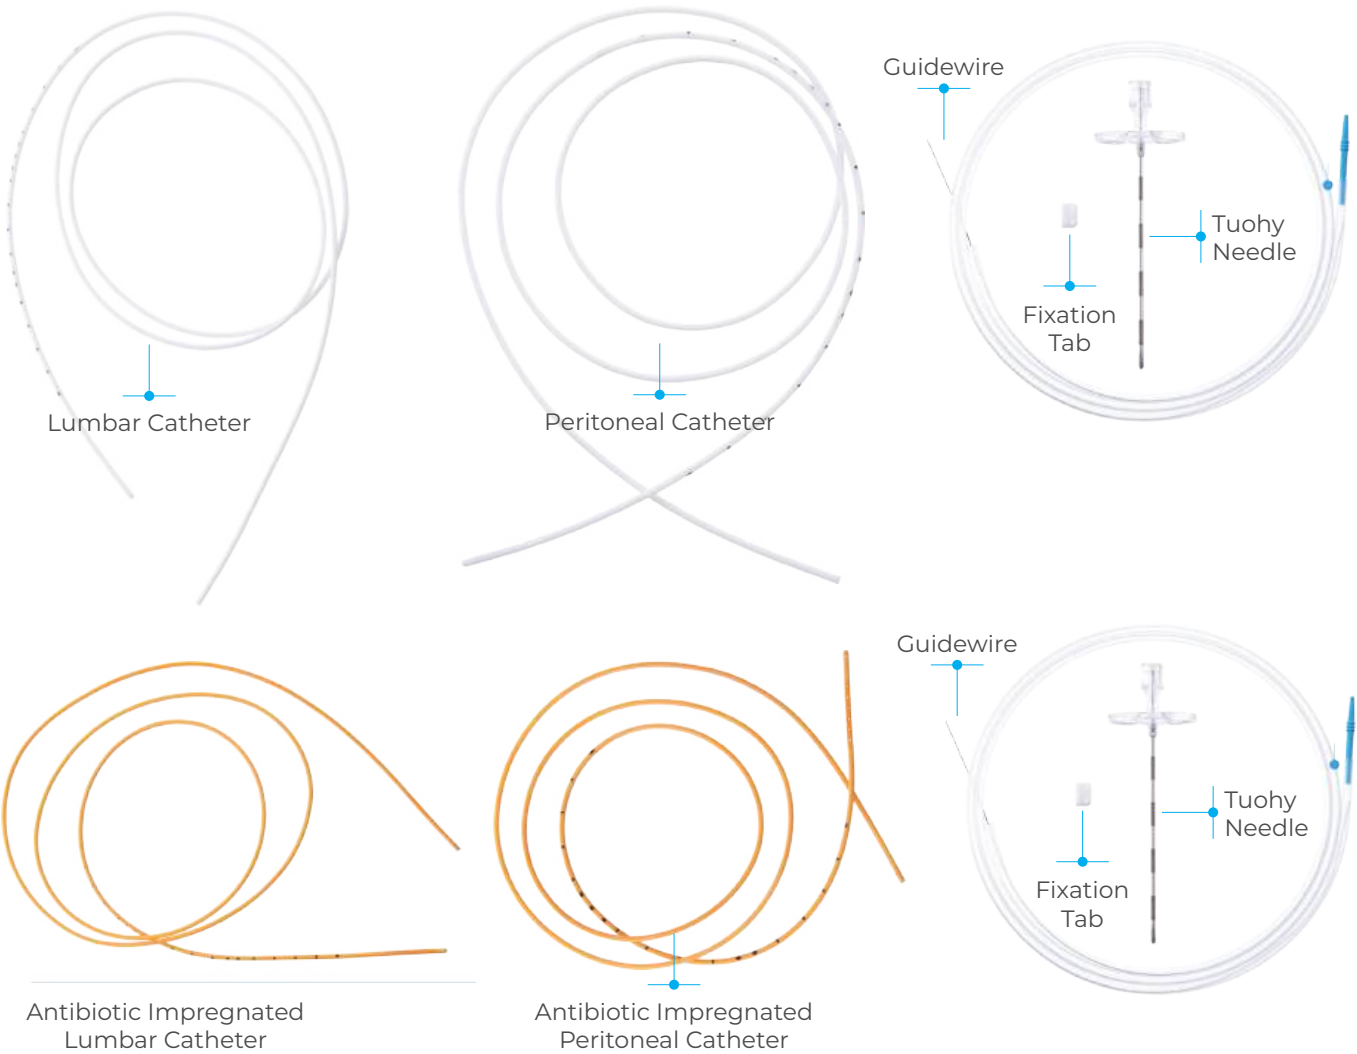 Guidewire
Tuohy
Needle
Fixation
Tab
Lumbar Catheter
Peritoneal Catheter
Guidewire
Tuohy
Needle
Fixation
Tab
Antibiotic Impregnated
Lumbar Catheter
Antibiotic Impregnated
Peritoneal Catheter